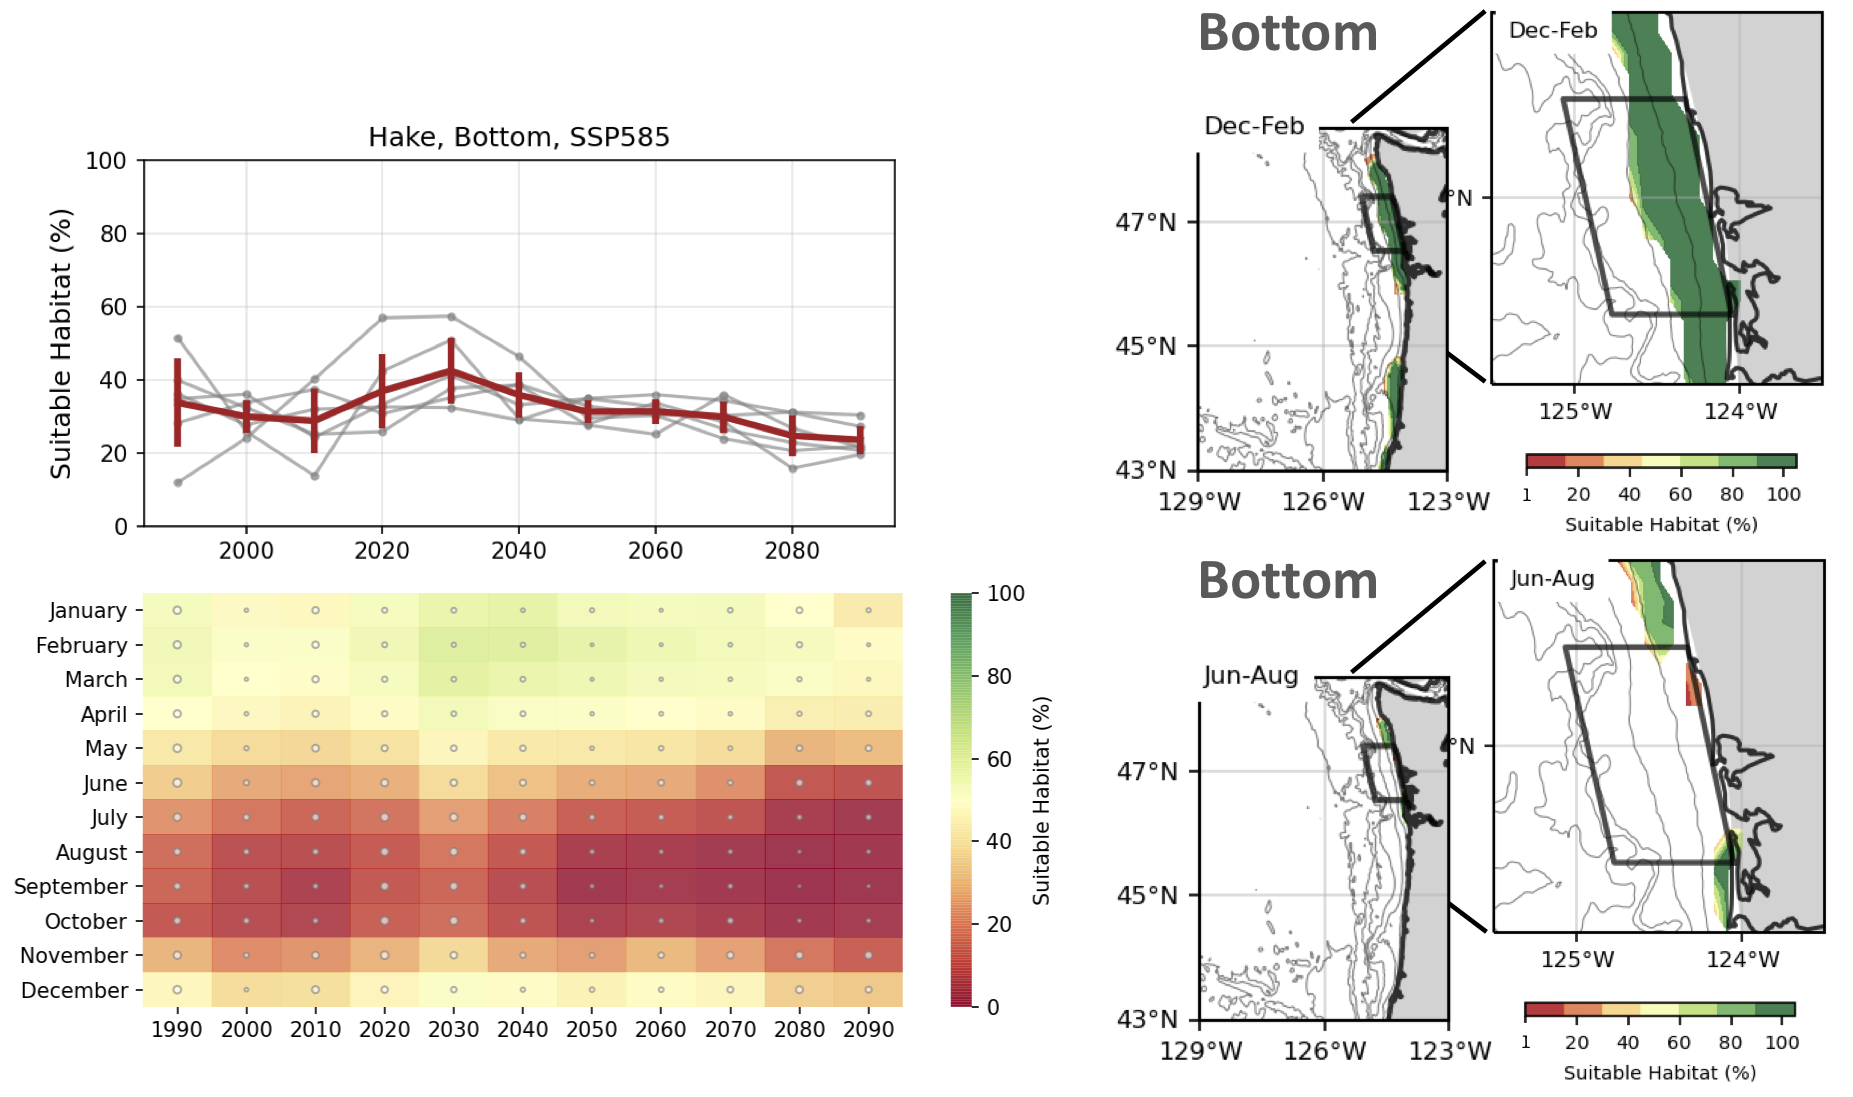 Hake, Bottom, SSP585
Suitable Habitat (%)
100
80
60
40
20
0
2000 2020 2040 2060 2080
January
February
March
April
May
June
July
August
September
October
November
December
1990 2000 2010 2020 2030 2040 2050 2060 2070 2080 2090
100
80
60
40
20
0
Suitable Habitat (%)
Bottom
Dec-Feb
47°N
45°N
43°N
129°W 126°W 123°W
Dec-Feb
°N
125°W 124°W
1 20 40 60 80 100
Suitable Habitat (%)
Bottom
Jun-Aug
47°N
45°N
43°N
129°W 126°W 123°W
Jun-Aug
°N
125°W 124°W
1 20 40 60 80 100
Suitable Habitat (%)